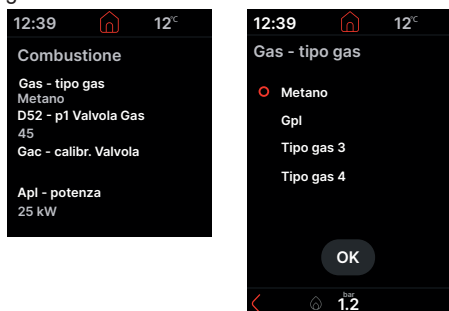 12:39 12°C
Combustione
Gas - tipo gas
Metano
D52 - p1 Valvola Gas
45
Gac - calibr. Valvola
Apl - potenza
25 kW
12:39 12°C
Gas - tipo gas
Metano
Gpl
Tipo gas 3
Tipo gas 4
OK
bar
1.2